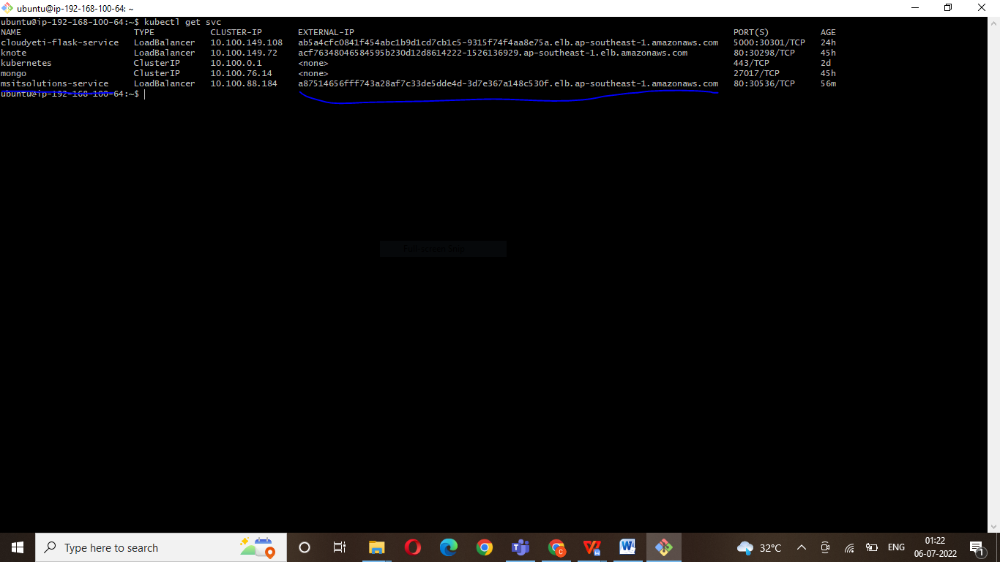 ubuntu@ip-192-168-100-64: ~
ubuntu@ip-192-168-100-64:~$ kubectl get svc
NAME TYPE CLUSTER-IP EXTERNAL-IP PORT(S) AGE
cloudyeti-flask-service LoadBalancer 10.100.149.108 ab5a4cfc0841f454abc1b9d1cd7cb1c5-9315f74f4aa8e75a.elb.ap-southeast-1.amazonaws.com 5000:30301/TCP 24h
knote LoadBalancer 10.100.149.72 acf76348046584595b230d12d8614222-1526136929.ap-southeast-1.elb.amazonaws.com 80:30298/TCP 45h
kubernetes ClusterIP 10.100.0.1 <none> 443/TCP 2d
mongo ClusterIP 10.100.76.14 <none> 27017/TCP 45h
msitsolutions-service LoadBalancer 10.100.88.184 a87514656fff743a28af7c33de5dde4d-3d7e367a148c530f.elb.ap-southeast-1.amazonaws.com 80:30536/TCP 56m
ubuntu@ip-192-168-100-64:~$
Full-screen Snip
Type here to search
32°C
ENG
01:22
06-07-2022
1